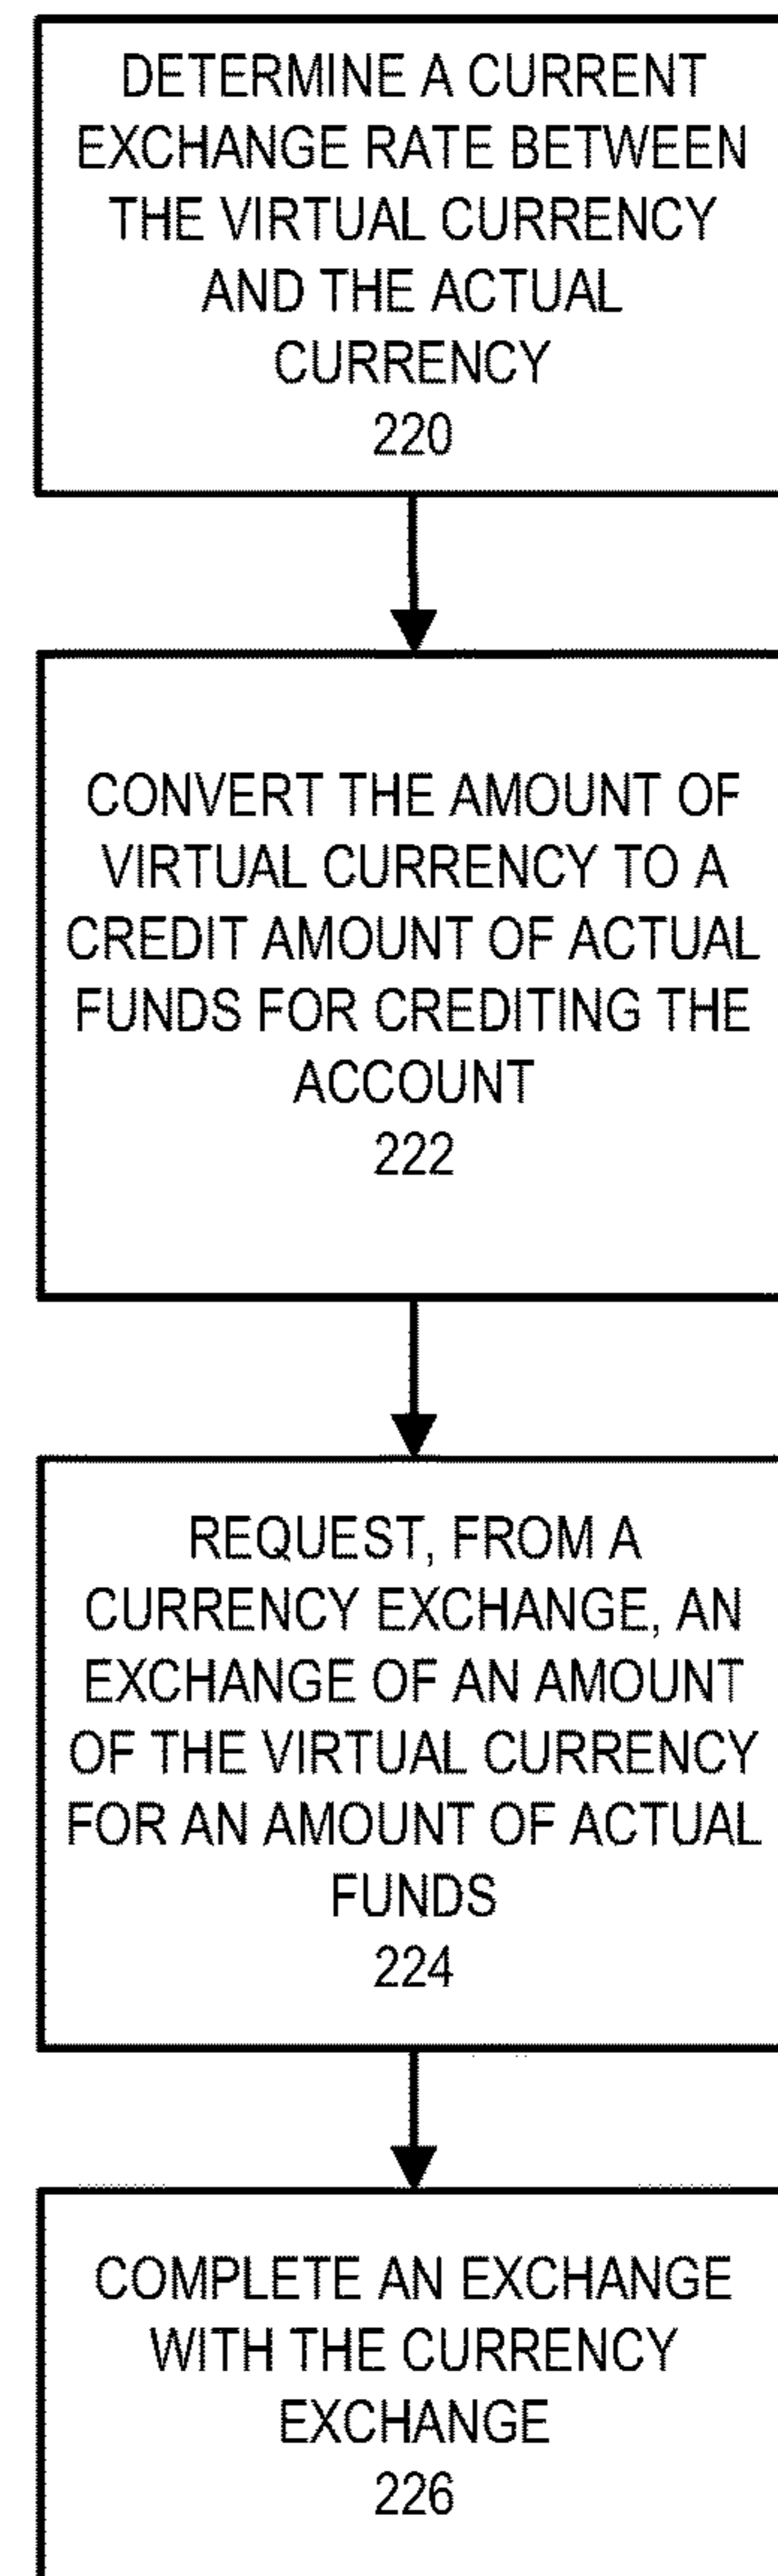 DETERMINE A CURRENT
EXCHANGE RATE BETWEEN
THE VIRTUAL CURRENCY
AND THE ACTUAL
CURRENCY
220
CONVERT THE AMOUNT OF
VIRTUAL CURRENCY TO A
CREDIT AMOUNT OF ACTUAL
FUNDS FOR CREDITING THE
ACCOUNT
222
REQUEST, FROM A
CURRENCY EXCHANGE, AN
EXCHANGE OF AN AMOUNT
OF THE VIRTUAL CURRENCY
FOR AN AMOUNT OF ACTUAL
FUNDS
224
COMPLETE AN EXCHANGE
WITH THE CURRENCY
EXCHANGE
226